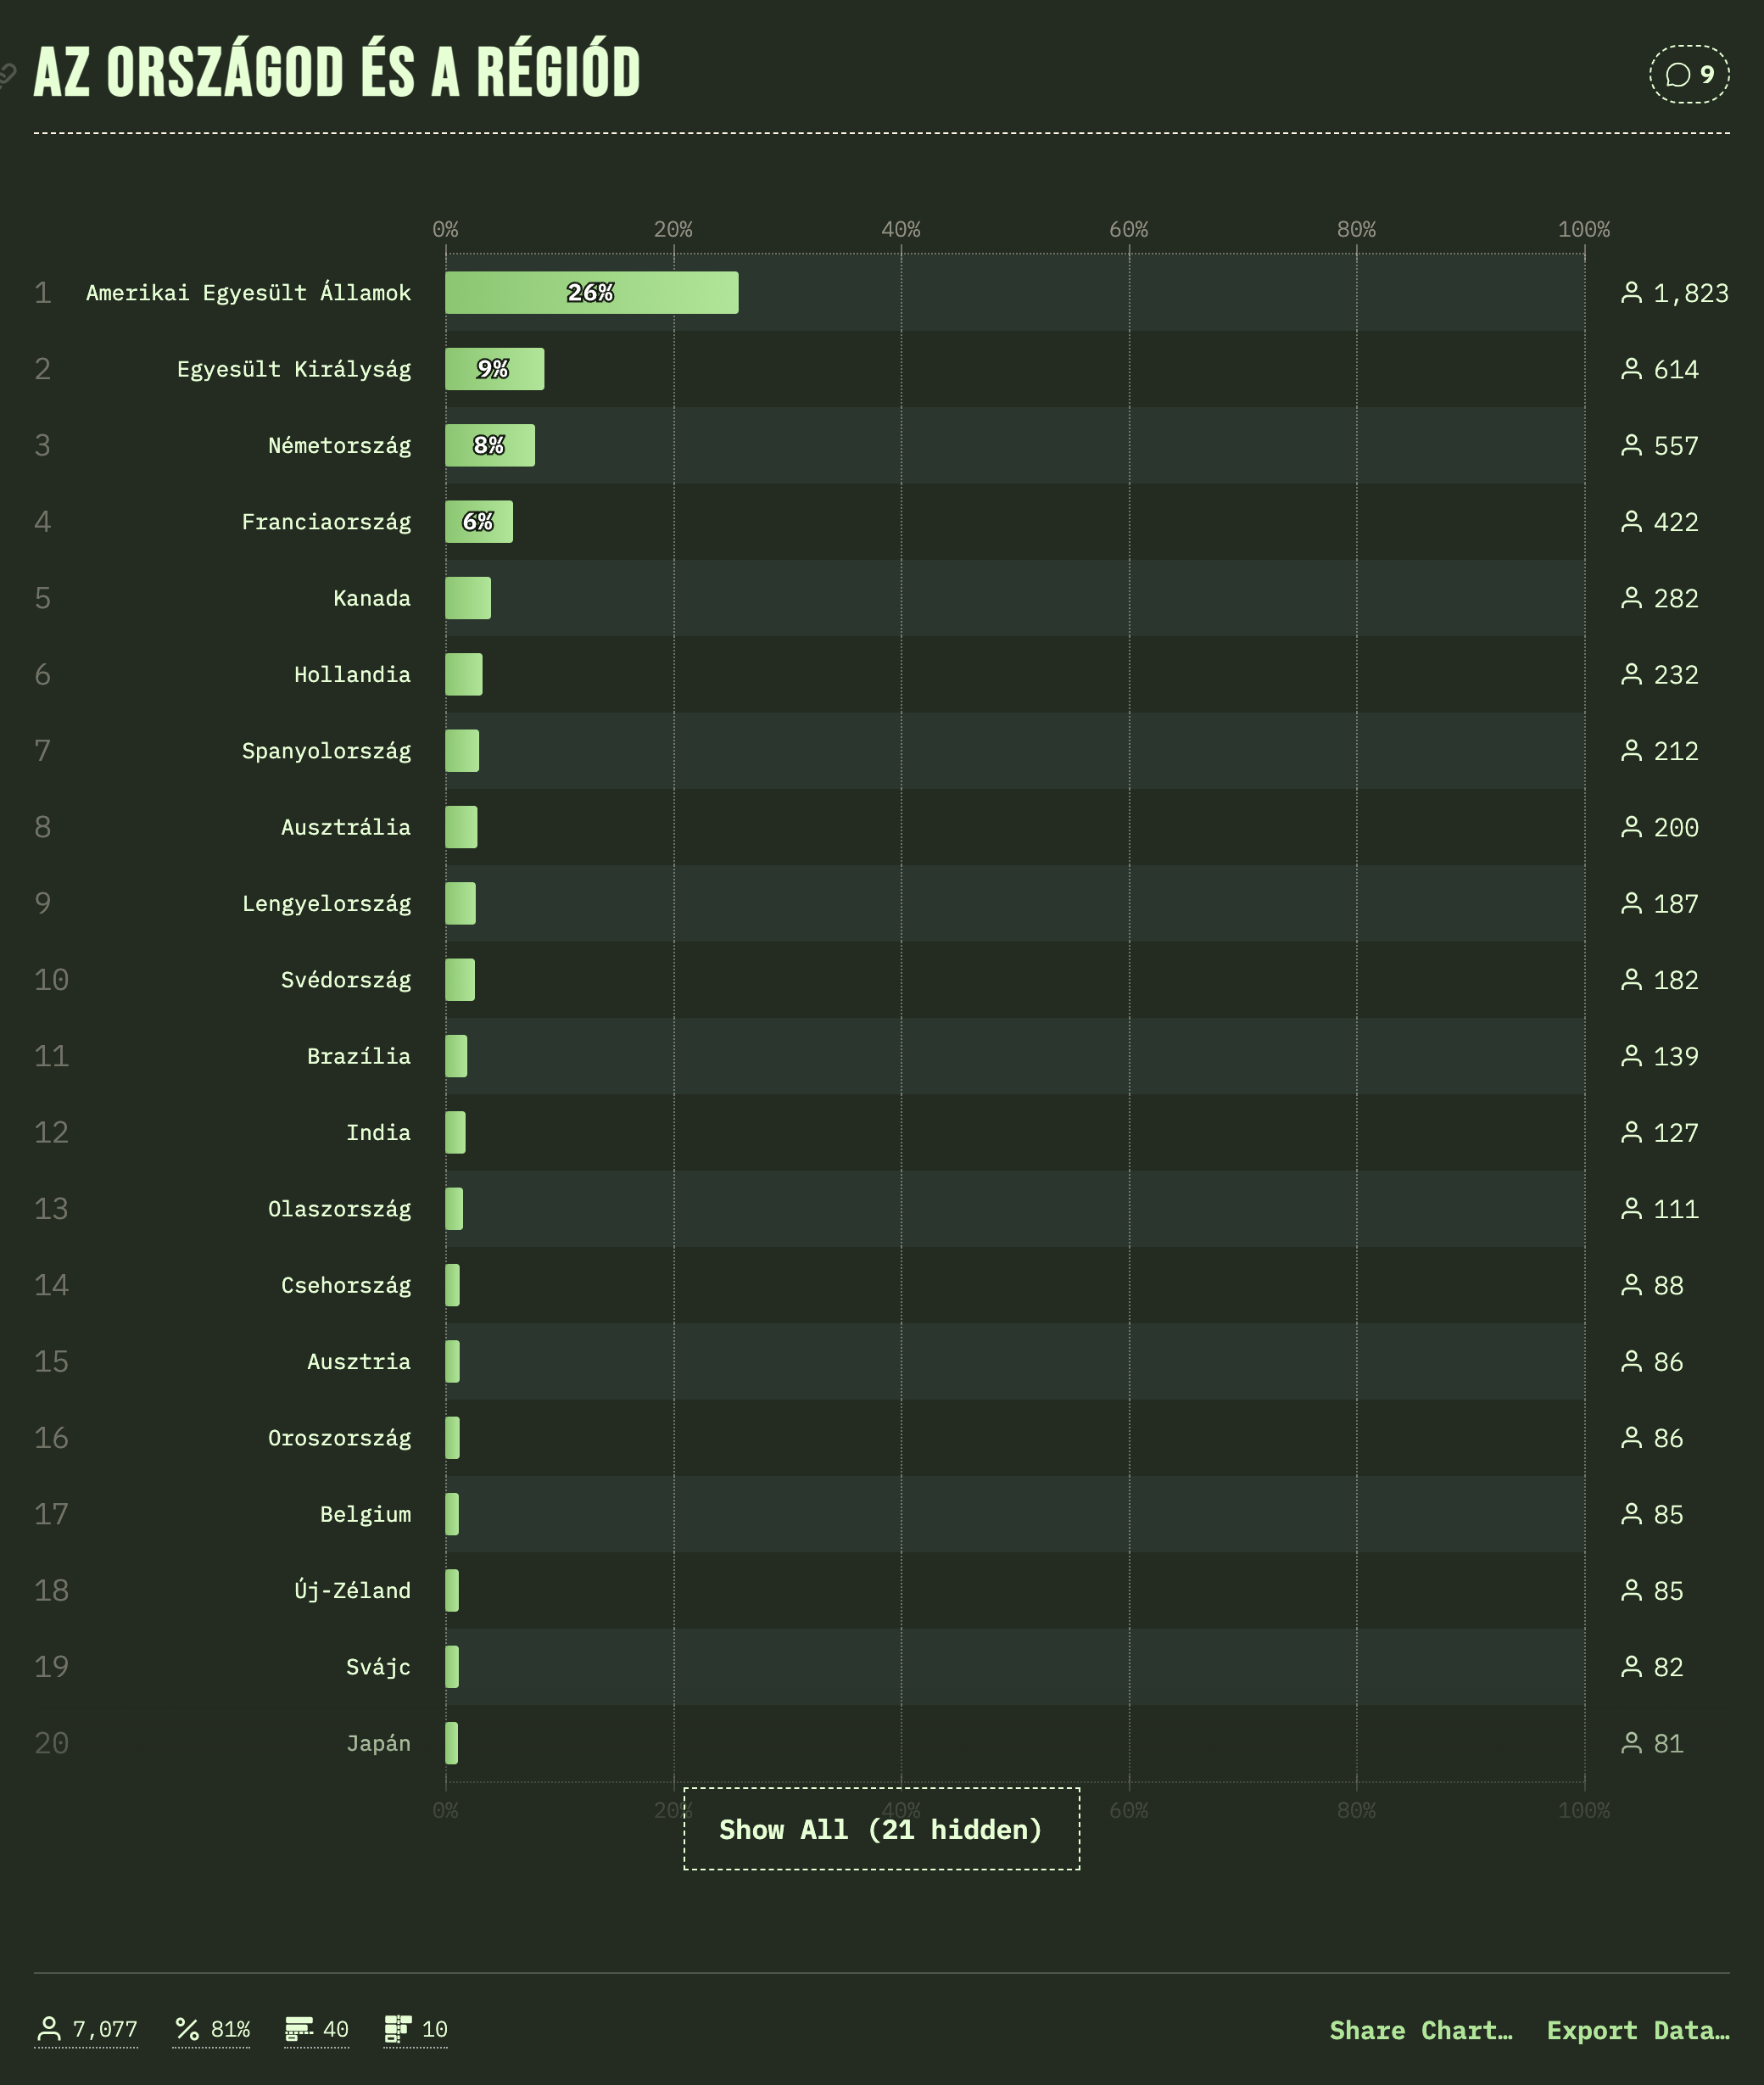 AZ ORSZÁGOD ÉS A RÉGIÓD
9
0% 20% 40% 60% 80% 100%
1 Amerikai Egyesült Államok 26% 1,823
2 Egyesült Királyság 9% 614
3 Németország 8% 557
4 Franciaország 6% 422
5 Kanada 282
6 Hollandia 232
7 Spanyolország 212
8 Ausztrália 200
9 Lengyelország 187
10 Svédország 182
11 Brazília 139
12 India 127
13 Olaszország 111
14 Csehország 88
15 Ausztria 86
16 Oroszország 86
17 Belgium 85
18 Új-Zéland 85
19 Svájc 82
20 Japán 81
0% 20% 40% 60% 80% 100%
Show All (21 hidden)
7,077 81% 40 10 Share Chart… Export Data…